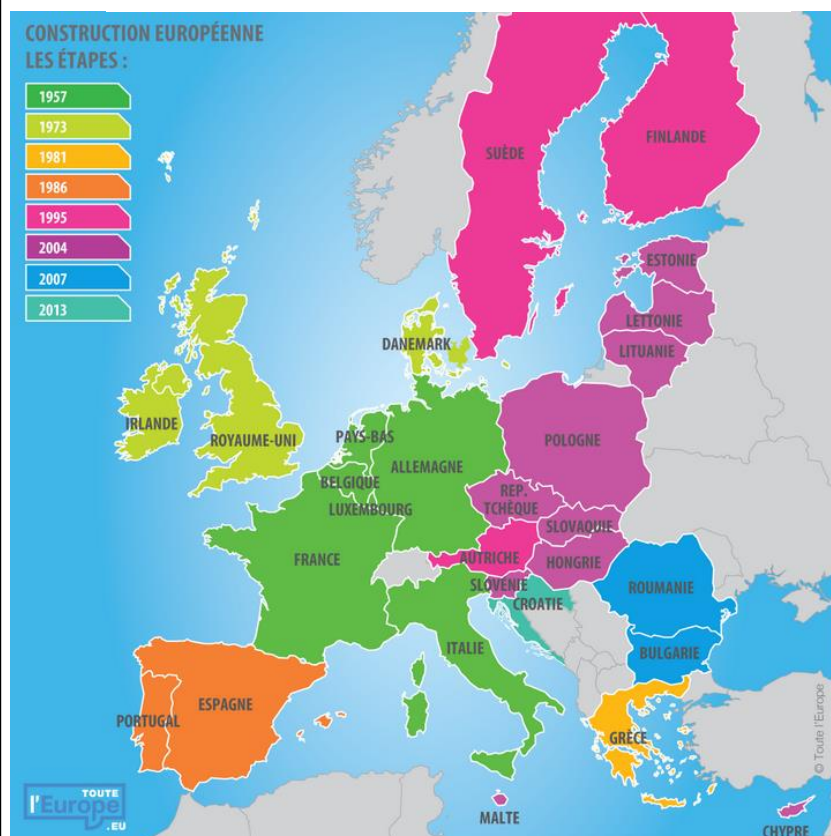 CONSTRUCTION EUROPÉENNE
LES ÉTAPES :
1957
1973
1981
1986
1995
2004
2007
2013
SUÈDE
FINLANDE
ESTONIE
LETTONIE
LITUANIE
DANEMARK
IRLANDE
ROYAUME-UNI
PAYS-BAS
BELGIQUE
LUXEMBOURG
ALLEMAGNE
POLOGNE
REP.
TCHÈQUE
SLOVAQUIE
FRANCE
AUTRICHE
HONGRIE
SLOVÉNIE
CROATIE
ROUMANIE
BULGARIE
ITALIE
PORTUGAL
ESPAGNE
GRÈCE
MALTE
CHYPRE
TOUTE
l'Europe
.EU
© Toute l'Europe